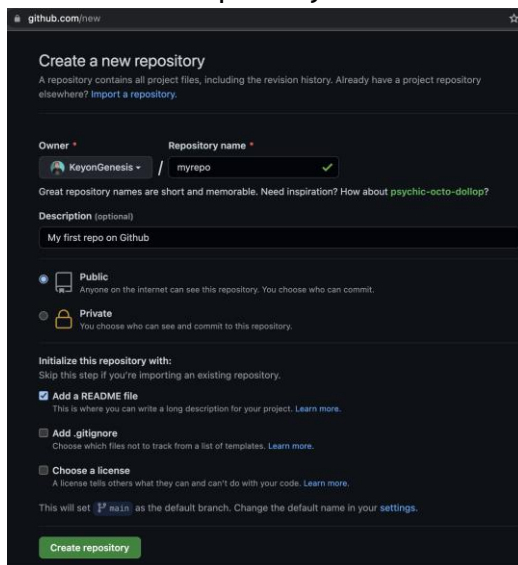 github.com/new
Create a new repository
A repository contains all project files, including the revision history. Already have a project repository
elsewhere? Import a repository.
Owner * Repository name *
KeyonGenesis / myrepo
Great repository names are short and memorable. Need inspiration? How about psychic-octo-dollop?
Description (optional)
My first repo on Github
Public
Anyone on the internet can see this repository. You choose who can commit.
Private
You choose who can see and commit to this repository.
Initialize this repository with:
Skip this step if you're importing an existing repository.
Add a README file
This is where you can write a long description for your project. Learn more.
Add .gitignore
Choose which files not to track from a list of templates. Learn more.
Choose a license
A license tells others what they can and can't do with your code. Learn more.
This will set main as the default branch. Change the default name in your settings.
Create repository